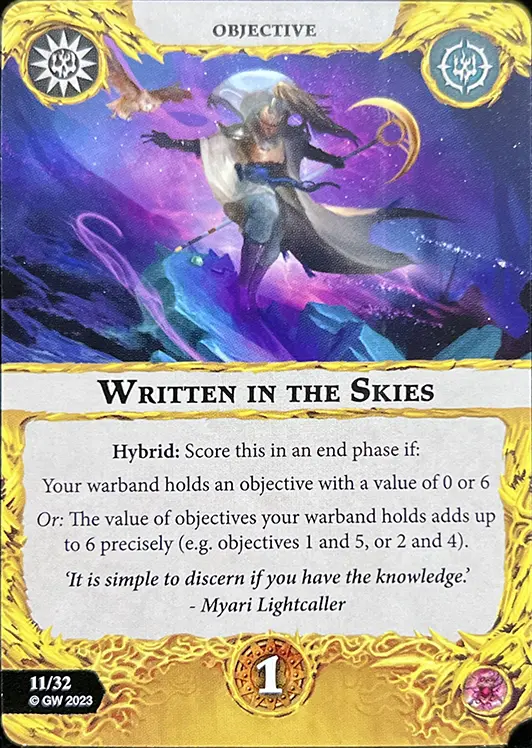 OBJECTIVE
WRITTEN IN THE SKIES
Hybrid: Score this in an end phase if:
Your warband holds an objective with a value of 0 or 6
Or: The value of objectives your warband holds adds up
to 6 precisely (e.g. objectives 1 and 5, or 2 and 4).
‘It is simple to discern if you have the knowledge.’
- Myari Lightcaller
1
11/32
© GW 2023